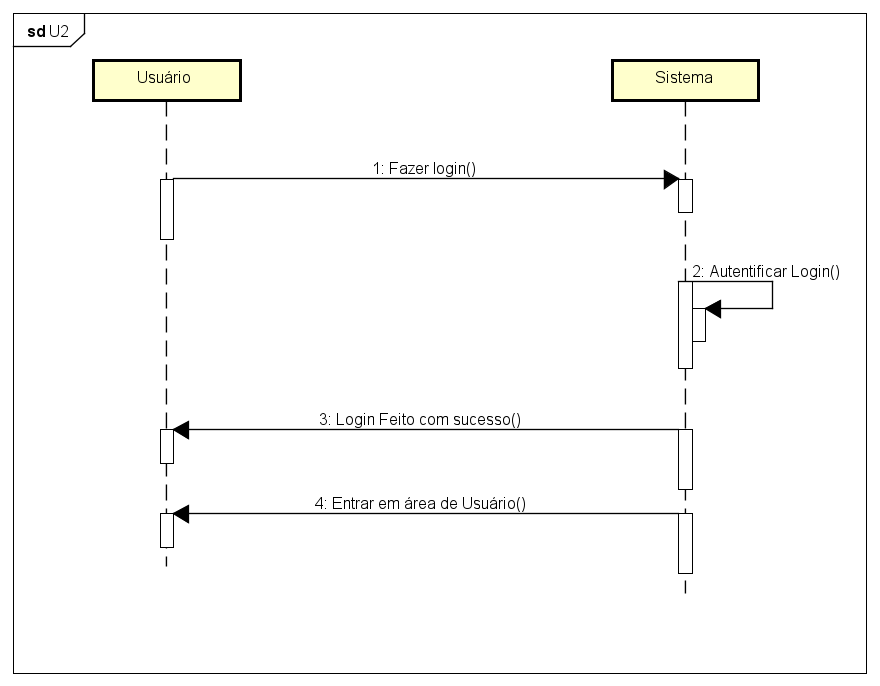 sd U2
Usuário
Sistema
1: Fazer login()
2: Autentificar Login()
3: Login Feito com sucesso()
4: Entrar em área de Usuário()